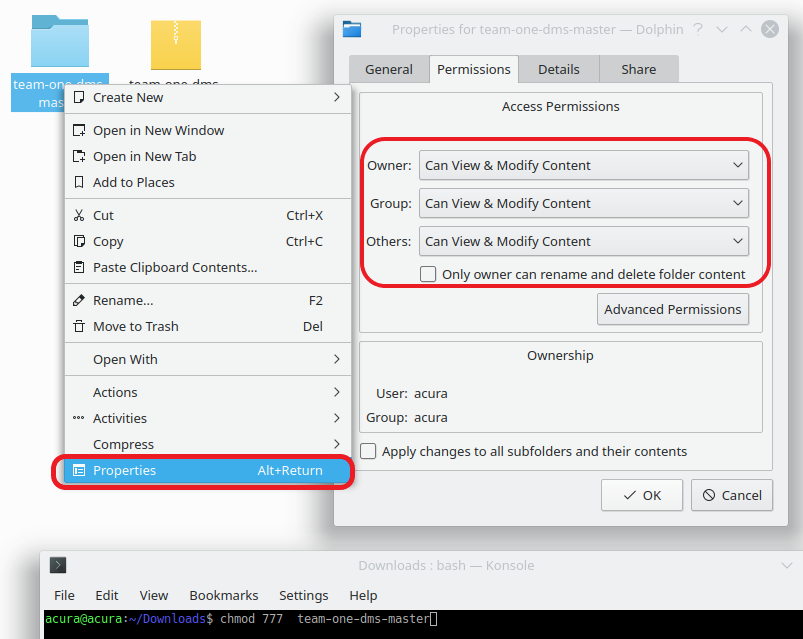 team-one-dms-
mas
team-one-dms
Create New
Open in New Window
Open in New Tab
Add to Places
Cut Ctrl+X
Copy Ctrl+C
Paste Clipboard Contents...
Rename... F2
Move to Trash Del
Open With
Actions
Activities
Compress
Properties Alt+Return
Properties for team-one-dms-master — Dolphin
General Permissions Details Share
Access Permissions
Owner: Can View & Modify Content
Group: Can View & Modify Content
Others: Can View & Modify Content
Only owner can rename and delete folder content
Advanced Permissions
Ownership
User: acura
Group: acura
Apply changes to all subfolders and their contents
OK Cancel
Downloads : bash — Konsole
File Edit View Bookmarks Settings Help
acura@acura:~/Downloads$ chmod 777  team-one-dms-master